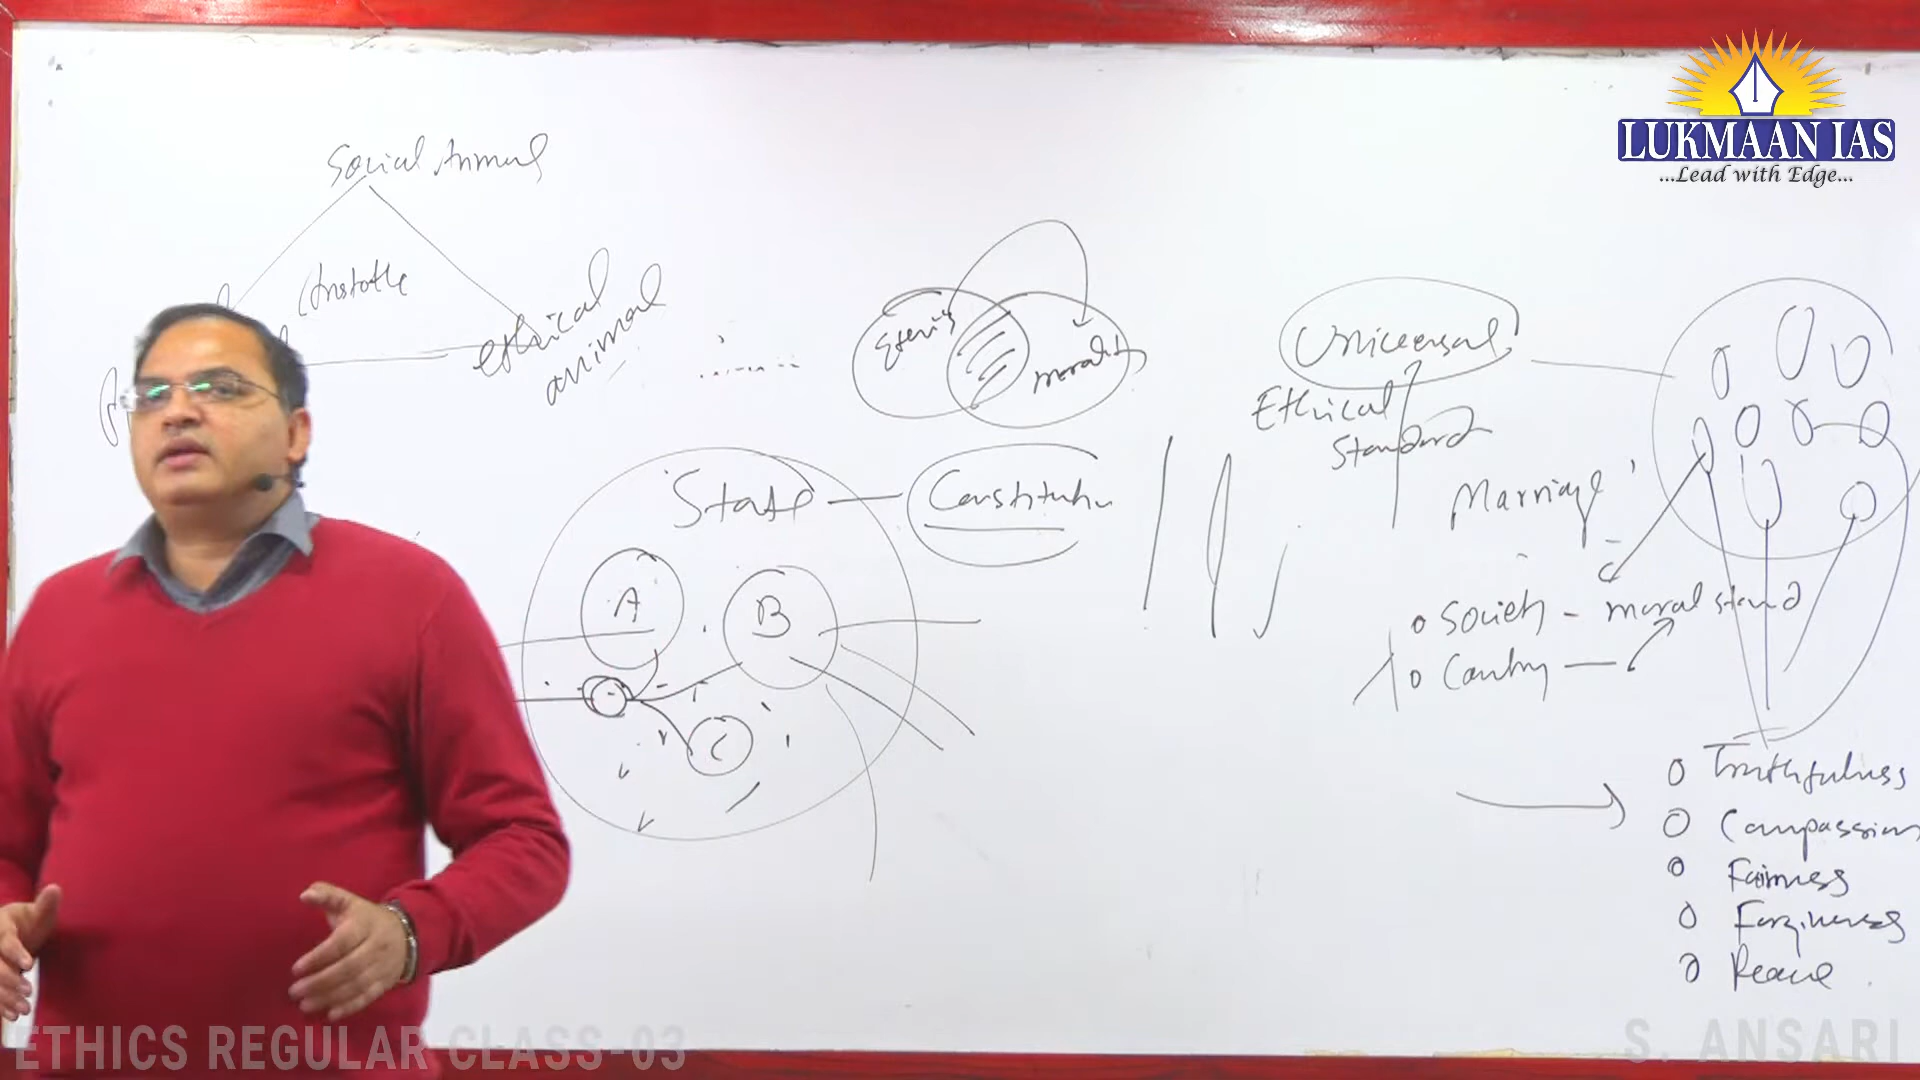 LUKMAAN IAS
...Lead with Edge...
Social Animal
ethical
animal
Ethics
morality
Universal
Ethical
Standard
Marriage
State
Constitution
A
B
C
Society - moral stand
Country
Truthfulness
Compassion
Fairness
Forgiveness
Peace
ETHICS REGULAR CLASS-03
S. ANSARI